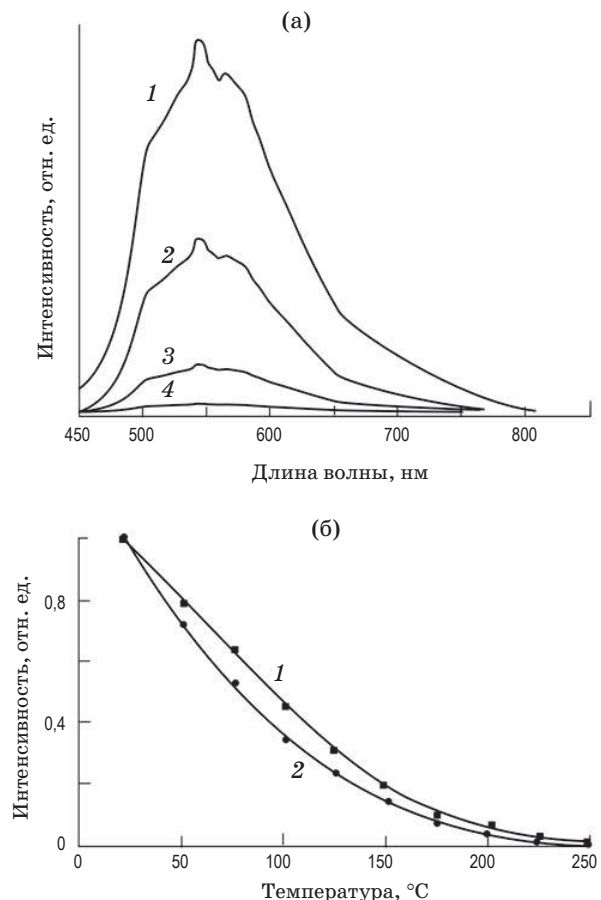 (а)
Интенсивность, отн. ед.
1
2
3
4
450 500 600 700 800
Длина волны, нм
(б)
Интенсивность, отн. ед.
0,8
0,4
0
1
2
0 50 100 150 200 250
Температура, °С